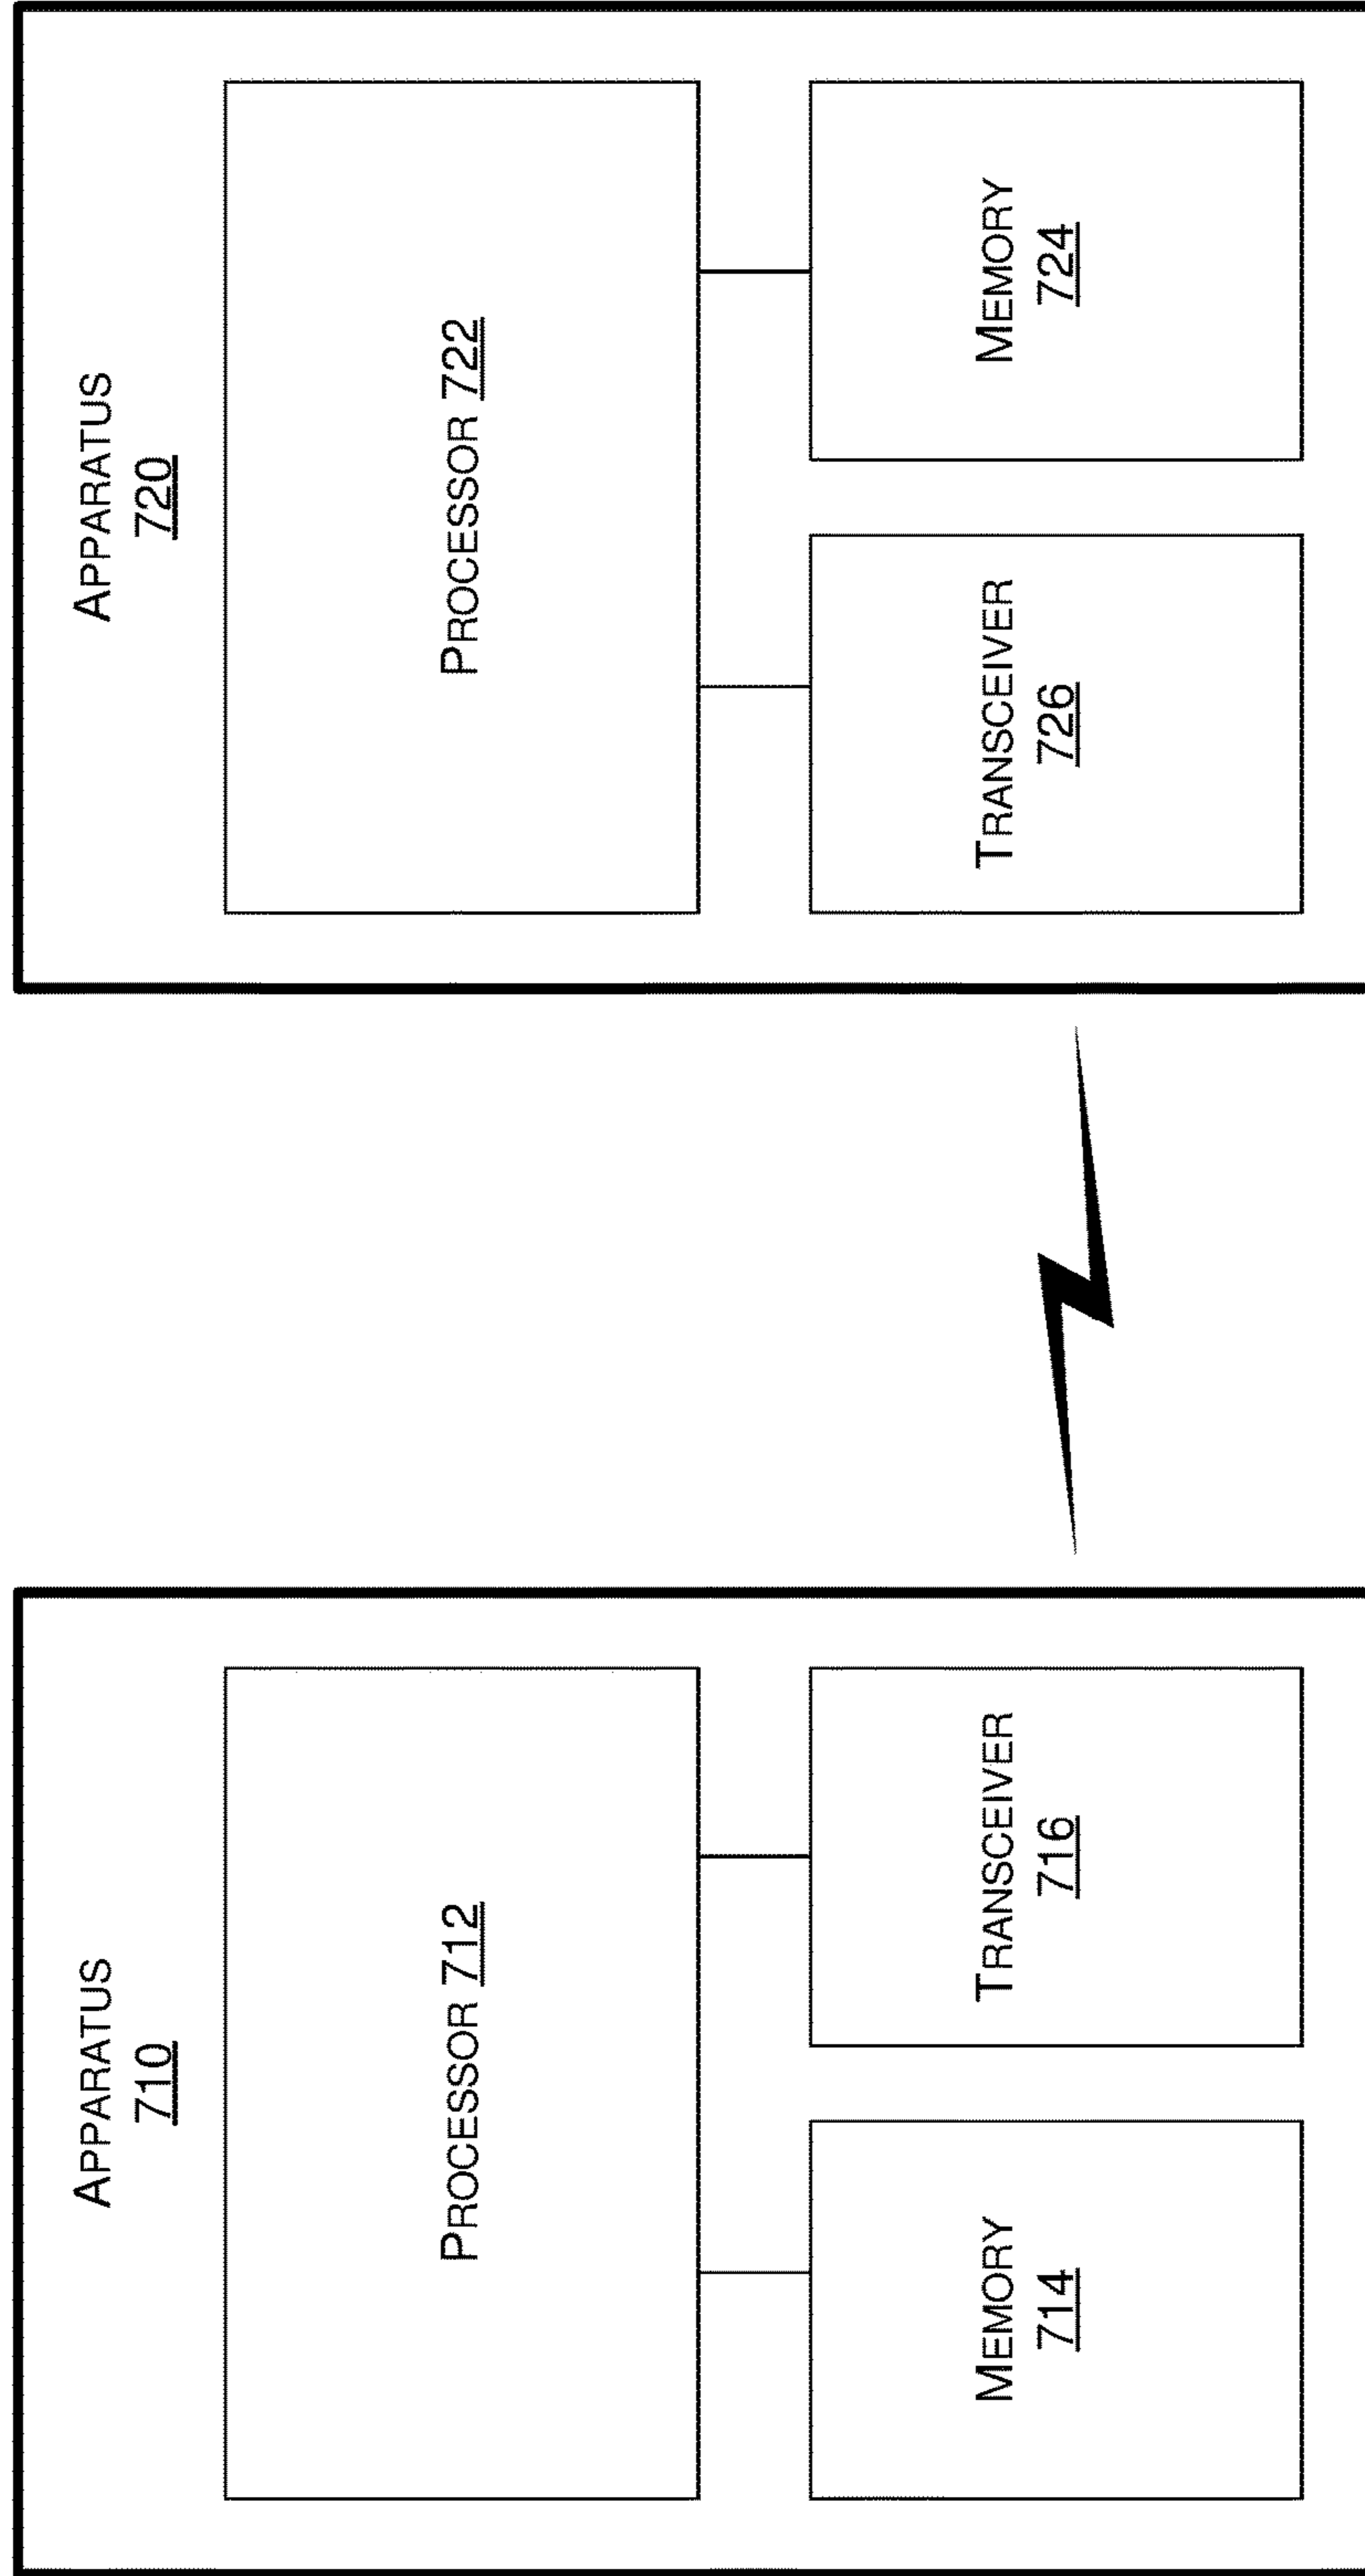 APPARATUS
710
PROCESSOR 712
MEMORY
714
TRANSCEIVER
716
APPARATUS
720
PROCESSOR 722
TRANSCEIVER
726
MEMORY
724